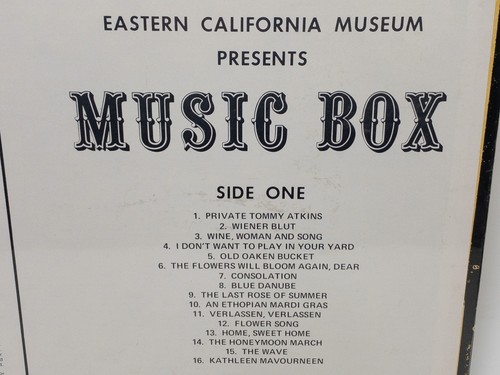 EASTERN CALIFORNIA MUSEUM
PRESENTS
MUSIC BOX
SIDE ONE
1. PRIVATE TOMMY ATKINS
2. WIENER BLUT
3. WINE, WOMAN AND SONG
4. I DON'T WANT TO PLAY IN YOUR YARD
5. OLD OAKEN BUCKET
6. THE FLOWERS WILL BLOOM AGAIN, DEAR
7. CONSOLATION
8. BLUE DANUBE
9. THE LAST ROSE OF SUMMER
10. AN ETHOPIAN MARDI GRAS
11. VERLASSEN, VERLASSEN
12. FLOWER SONG
13. HOME, SWEET HOME
14. THE HONEYMOON MARCH
15. THE WAVE
16. KATHLEEN MAVOURNEEN
8.